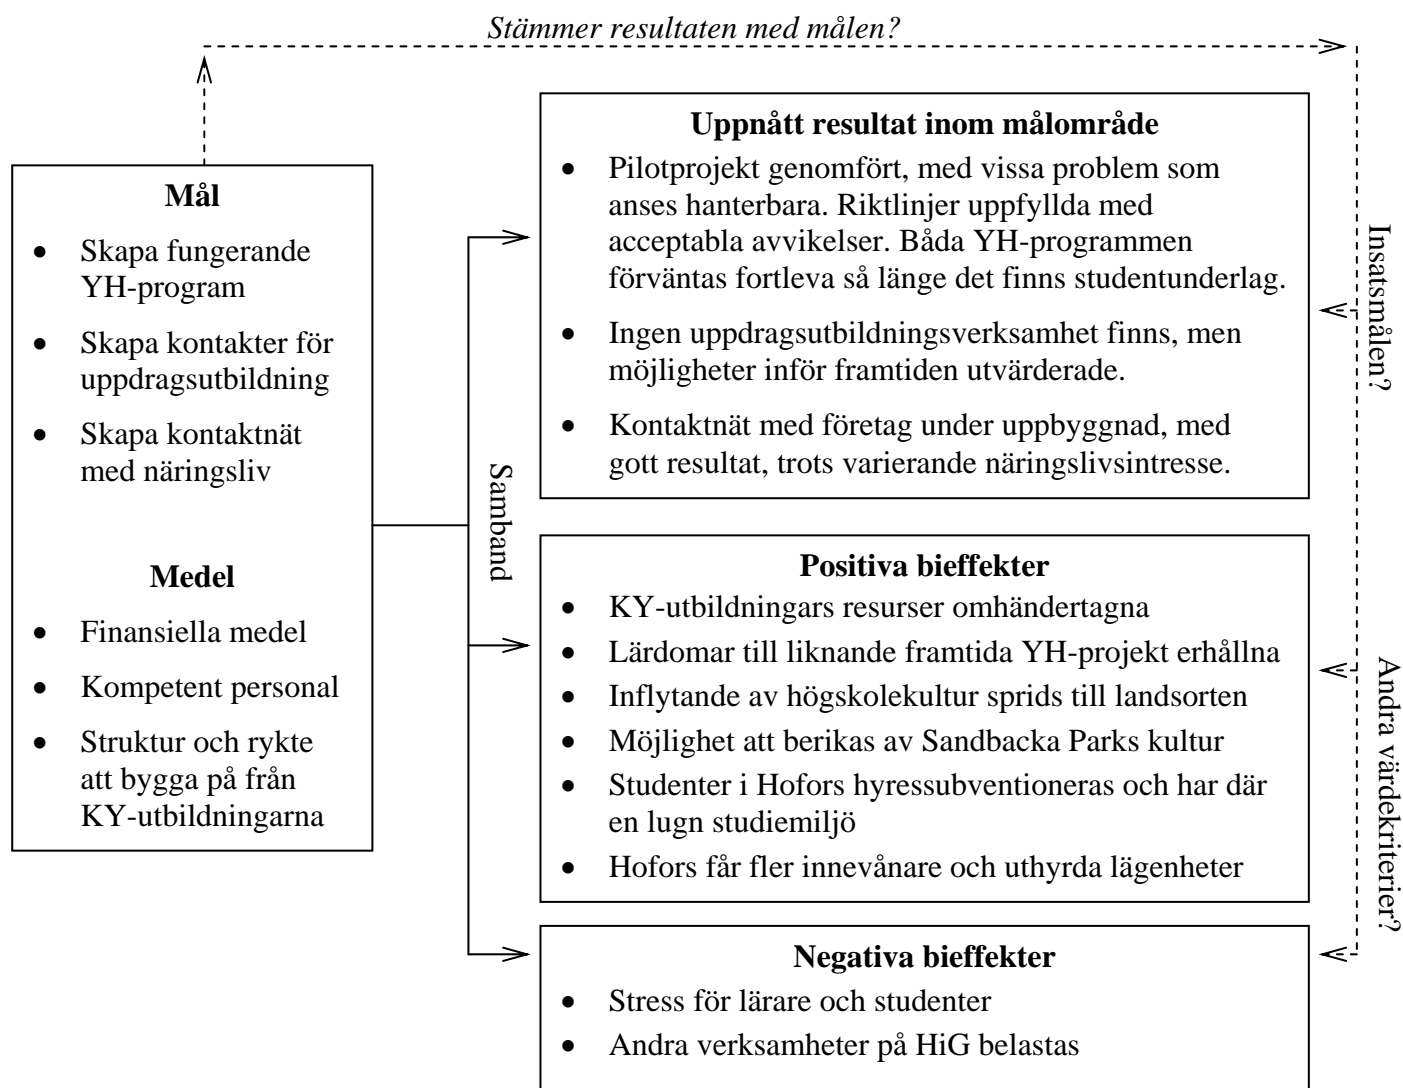 Stämmer resultaten med målen?
Mål
• Skapa fungerande
YH-program
• Skapa kontakter för
uppdragsutbildning
• Skapa kontaktnät
med näringsliv
Medel
• Finansiella medel
• Kompetent personal
• Struktur och rykte
att bygga på från
KY-utbildningarna
Samband
Uppnått resultat inom målområde
• Pilotprojekt genomfört, med vissa problem som
anses hanterbara. Riktlinjer uppfyllda med
acceptabla avvikelser. Båda YH-programmen
förväntas fortleva så länge det finns studentunderlag.
• Ingen uppdragsutbildningsverksamhet finns, men
möjligheter inför framtiden utvärderade.
• Kontaktnät med företag under uppbyggnad, med
gott resultat, trots varierande näringslivsintresse.
Positiva bieffekter
• KY-utbildningars resurser omhändertagna
• Lärdomar till liknande framtida YH-projekt erhållna
• Inflytande av högskolekultur sprids till landsorten
• Möjlighet att berikas av Sandbacka Parks kultur
• Studenter i Hofors hyressubventioneras och har där
en lugn studiemiljö
• Hofors får fler innevånare och uthyrda lägenheter
Negativa bieffekter
• Stress för lärare och studenter
• Andra verksamheter på HiG belastas
Insatsmålen?
Andra värdekriterier?